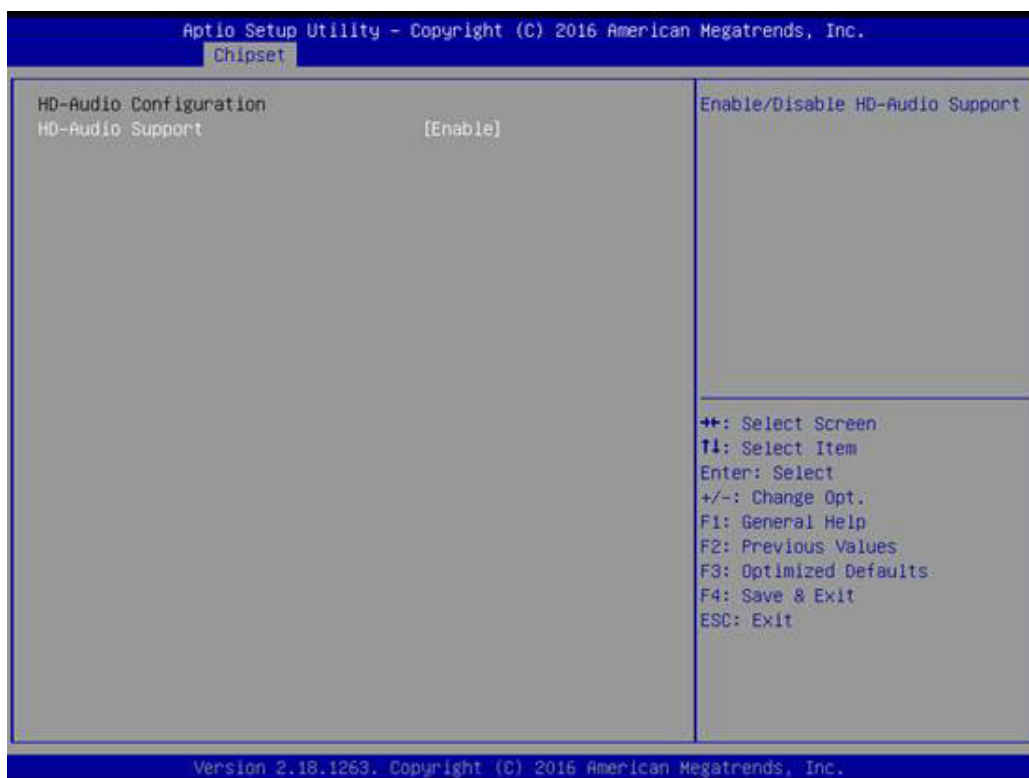 Aptio Setup Utility – Copyright (C) 2016 American Megatrends, Inc.
Chipset
HD-Audio Configuration
HD-Audio Support [Enable]
Enable/Disable HD-Audio Support
→←: Select Screen
↑↓: Select Item
Enter: Select
+/-: Change Opt.
F1: General Help
F2: Previous Values
F3: Optimized Defaults
F4: Save & Exit
ESC: Exit
Version 2.18.1263. Copyright (C) 2016 American Megatrends, Inc.